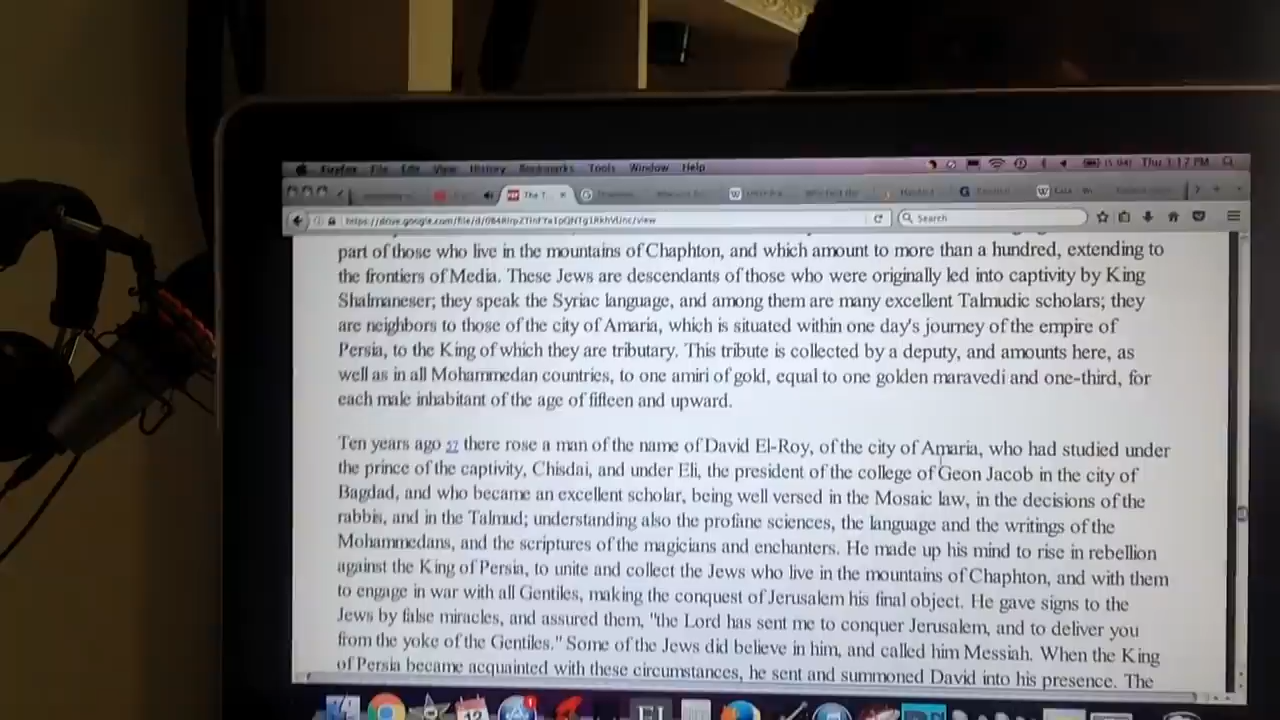 Firefox File Edit View History Bookmarks Tools Window Help
Thu 3:17 PM
The T...
Search
part of those who live in the mountains of Chaphton, and which amount to more than a hundred, extending to
the frontiers of Media. These Jews are descendants of those who were originally led into captivity by King
Shalmaneser; they speak the Syriac language, and among them are many excellent Talmudic scholars; they
are neighbors to those of the city of Amaria, which is situated within one day's journey of the empire of
Persia, to the King of which they are tributary. This tribute is collected by a deputy, and amounts here, as
well as in all Mohammedan countries, to one amiri of gold, equal to one golden maravedi and one-third, for
each male inhabitant of the age of fifteen and upward.
Ten years ago 57 there rose a man of the name of David El-Roy, of the city of Amaria, who had studied under
the prince of the captivity, Chisdai, and under Eli, the president of the college of Geon Jacob in the city of
Bagdad, and who became an excellent scholar, being well versed in the Mosaic law, in the decisions of the
rabbis, and in the Talmud; understanding also the profane sciences, the language and the writings of the
Mohammedans, and the scriptures of the magicians and enchanters. He made up his mind to rise in rebellion
against the King of Persia, to unite and collect the Jews who live in the mountains of Chaphton, and with them
to engage in war with all Gentiles, making the conquest of Jerusalem his final object. He gave signs to the
Jews by false miracles, and assured them, "the Lord has sent me to conquer Jerusalem, and to deliver you
from the yoke of the Gentiles." Some of the Jews did believe in him, and called him Messiah. When the King
of Persia became acquainted with these circumstances, he sent and summoned David into his presence. The